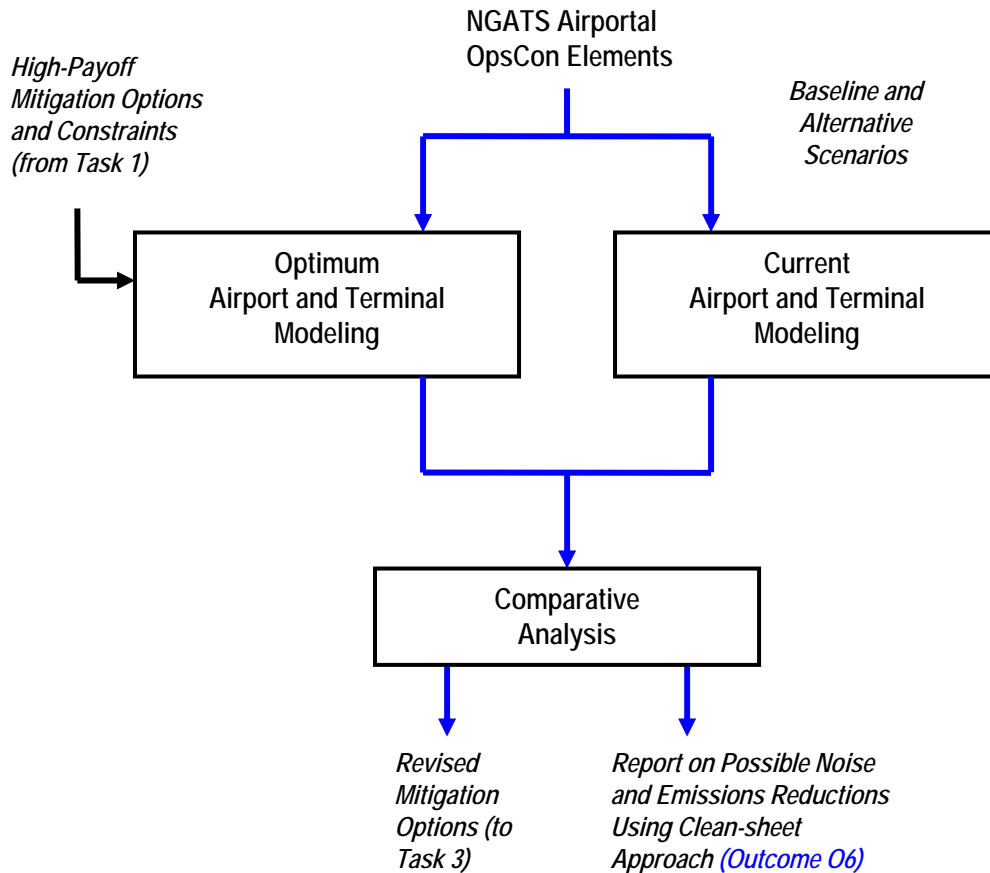 NGATS Airportal
OpsCon Elements
High-Payoff
Mitigation Options
and Constraints
(from Task 1)
Baseline and
Alternative
Scenarios
Optimum
Airport and Terminal
Modeling
Current
Airport and Terminal
Modeling
Comparative
Analysis
Revised
Mitigation
Options (to
Task 3)
Report on Possible Noise
and Emissions Reductions
Using Clean-sheet
Approach (Outcome O6)